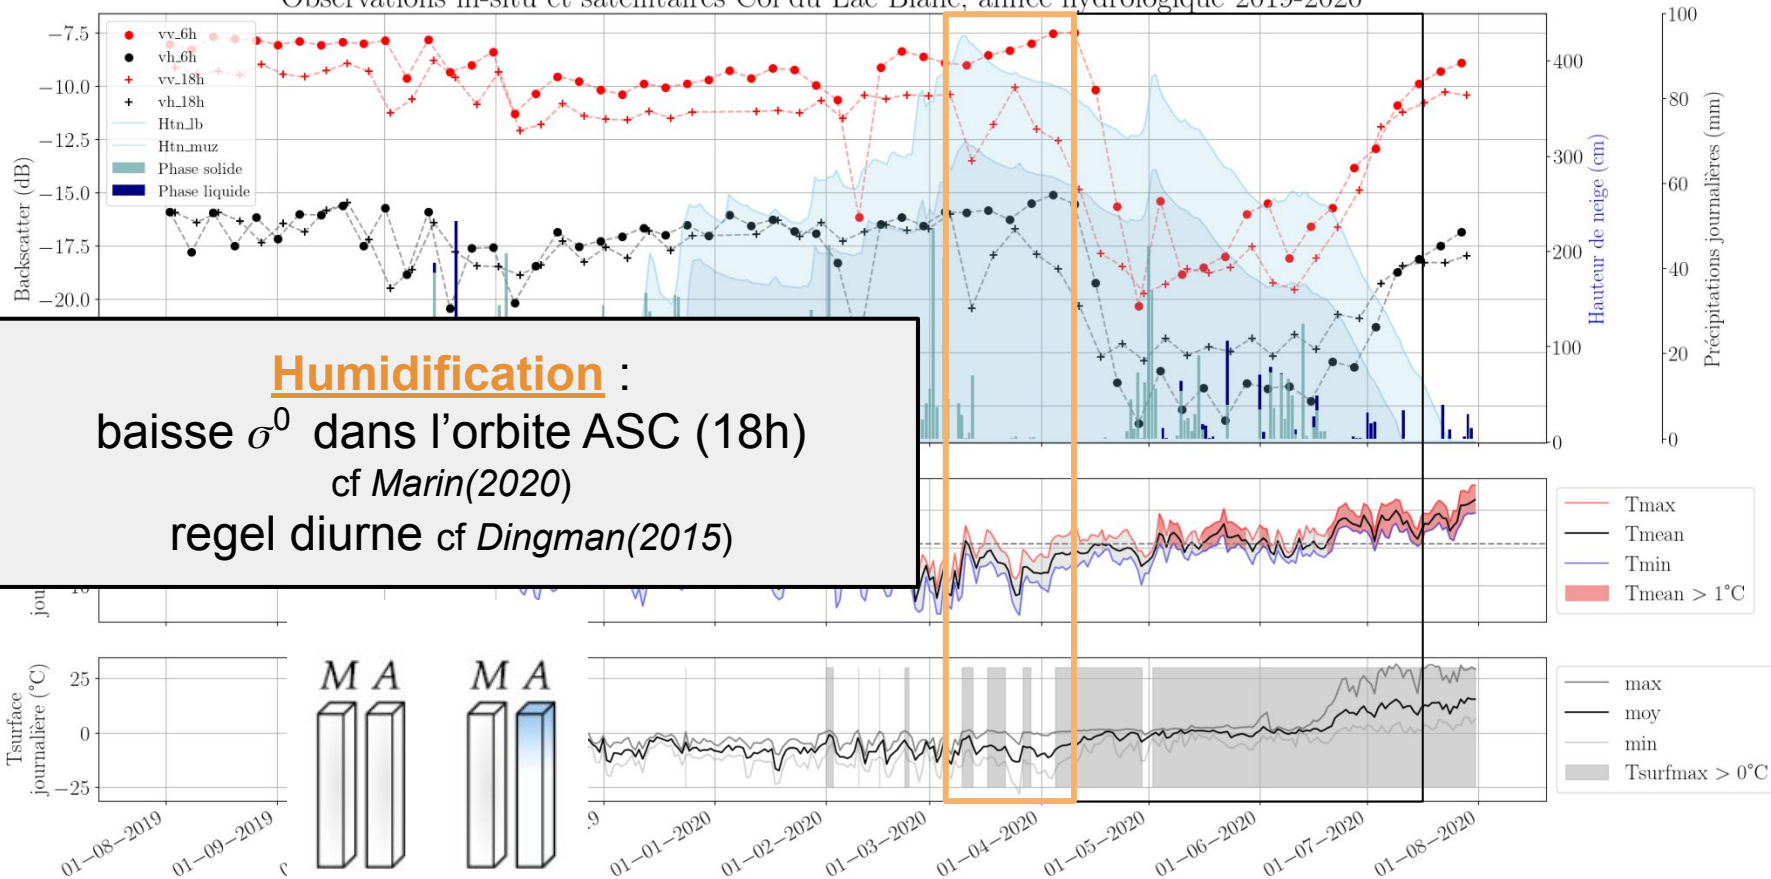 Observations in-situ et satellitaires Col du Lac Blanc, année hydrologique 2019-2020
Backscatter (dB)
−7.5
−10.0
−12.5
−15.0
−17.5
−20.0
vv_6h
vh_6h
vv_18h
vh_18h
Htn_lb
Htn_muz
Phase solide
Phase liquide
400
300
200
100
0
Hauteur de neige (cm)
100
80
60
40
20
0
Précipitations journalières (mm)
Humidification :
baisse σ⁰ dans l'orbite ASC (18h)
cf Marin(2020)
regel diurne cf Dingman(2015)
Tmax
Tmean
Tmin
Tmean > 1°C
M A M A
Tsurface
journalière (°C)
25
0
−25
max
moy
min
Tsurfmax > 0°C
01−08−2019
01−09−2019
01−01−2020
01−02−2020
01−03−2020
01−04−2020
01−05−2020
01−06−2020
01−07−2020
01−08−2020